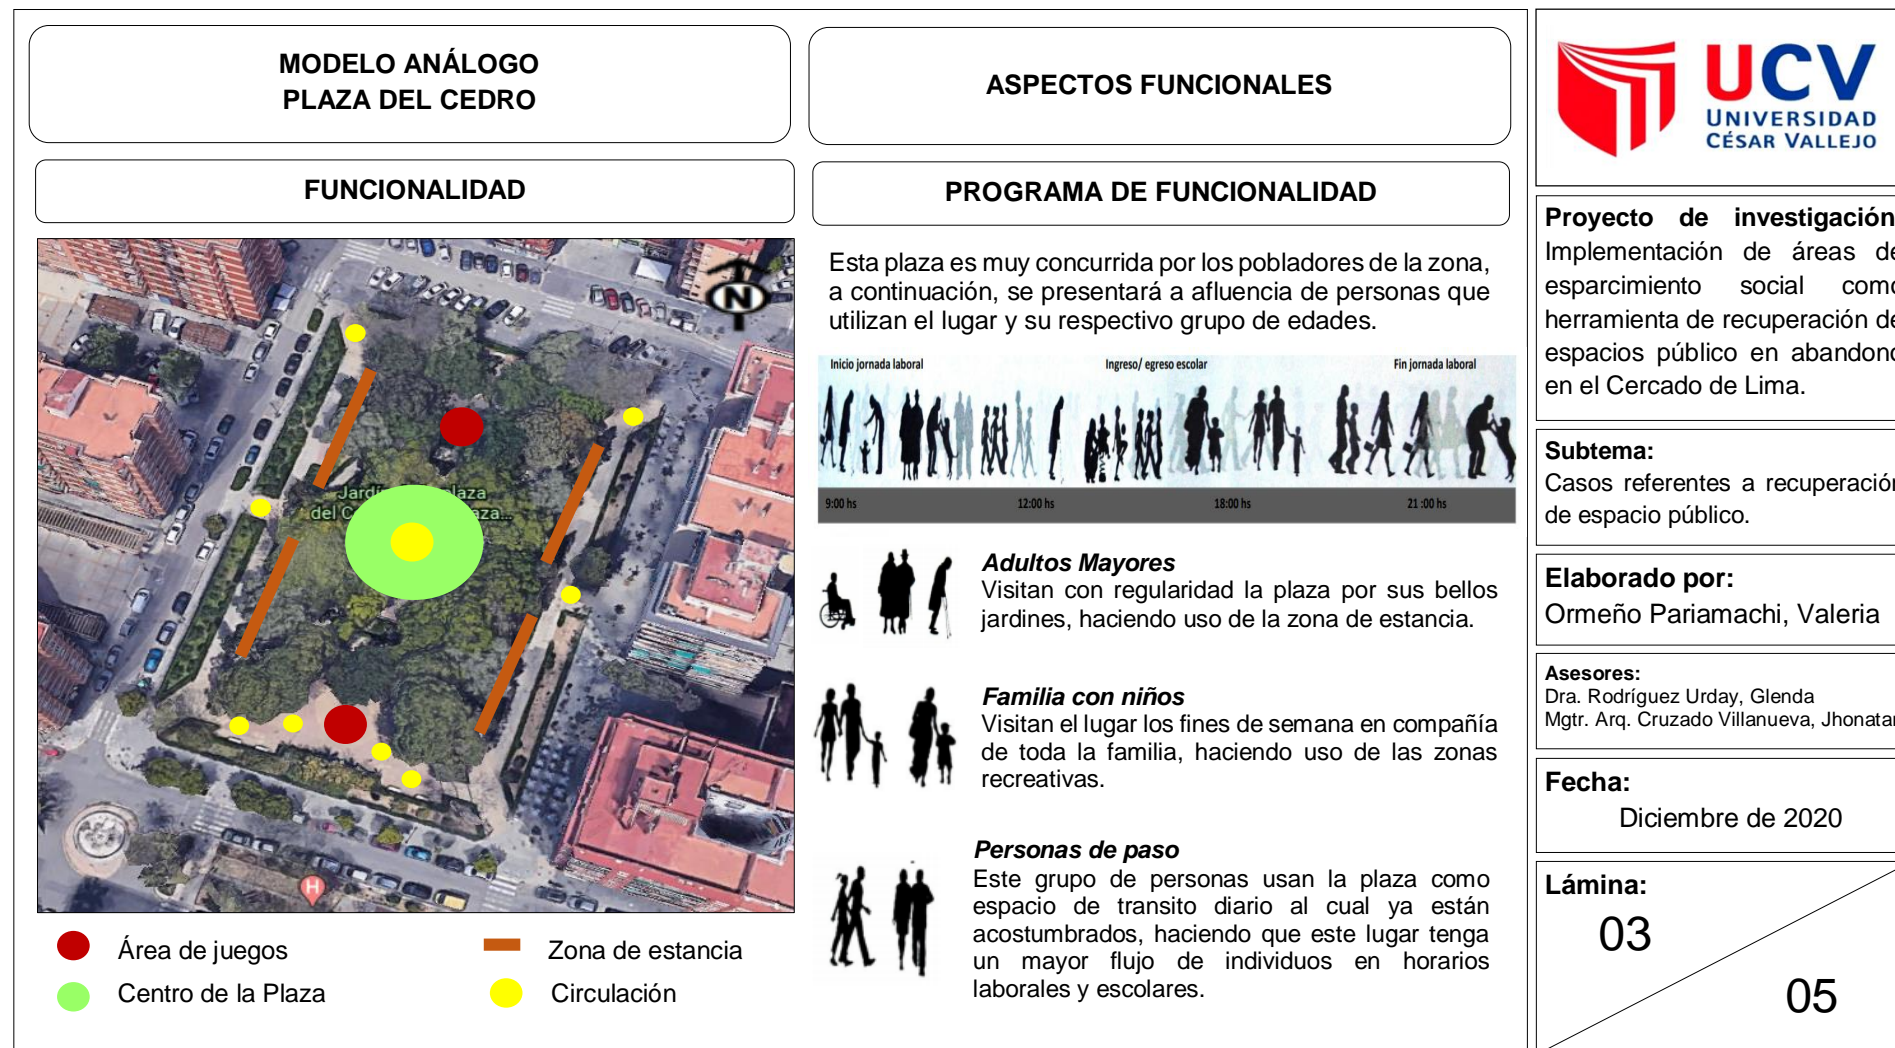 MODELO ANÁLOGO
PLAZA DEL CEDRO
ASPECTOS FUNCIONALES
FUNCIONALIDAD
PROGRAMA DE FUNCIONALIDAD
N
Jardí
plaza
del C
aza...
H
Área de juegos
Zona de estancia
Centro de la Plaza
Circulación
Esta plaza es muy concurrida por los pobladores de la zona,
a continuación, se presentará a afluencia de personas que
utilizan el lugar y su respectivo grupo de edades.
Inicio jornada laboral
Ingreso/ egreso escolar
Fin jornada laboral
9:00 hs
12:00 hs
18:00 hs
21 :00 hs
Adultos Mayores
Visitan con regularidad la plaza por sus bellos
jardines, haciendo uso de la zona de estancia.
Familia con niños
Visitan el lugar los fines de semana en compañía
de toda la familia, haciendo uso de las zonas
recreativas.
Personas de paso
Este grupo de personas usan la plaza como
espacio de transito diario al cual ya están
acostumbrados, haciendo que este lugar tenga
un mayor flujo de individuos en horarios
laborales y escolares.
UCV
UNIVERSIDAD
CÉSAR VALLEJO
Proyecto de investigación
Implementación de áreas de
esparcimiento social como
herramienta de recuperación de
espacios público en abandono
en el Cercado de Lima.
Subtema:
Casos referentes a recuperación
de espacio público.
Elaborado por:
Ormeño Pariamachi, Valeria
Asesores:
Dra. Rodríguez Urday, Glenda
Mgtr. Arq. Cruzado Villanueva, Jhonatan
Fecha:
Diciembre de 2020
Lámina:
03
05